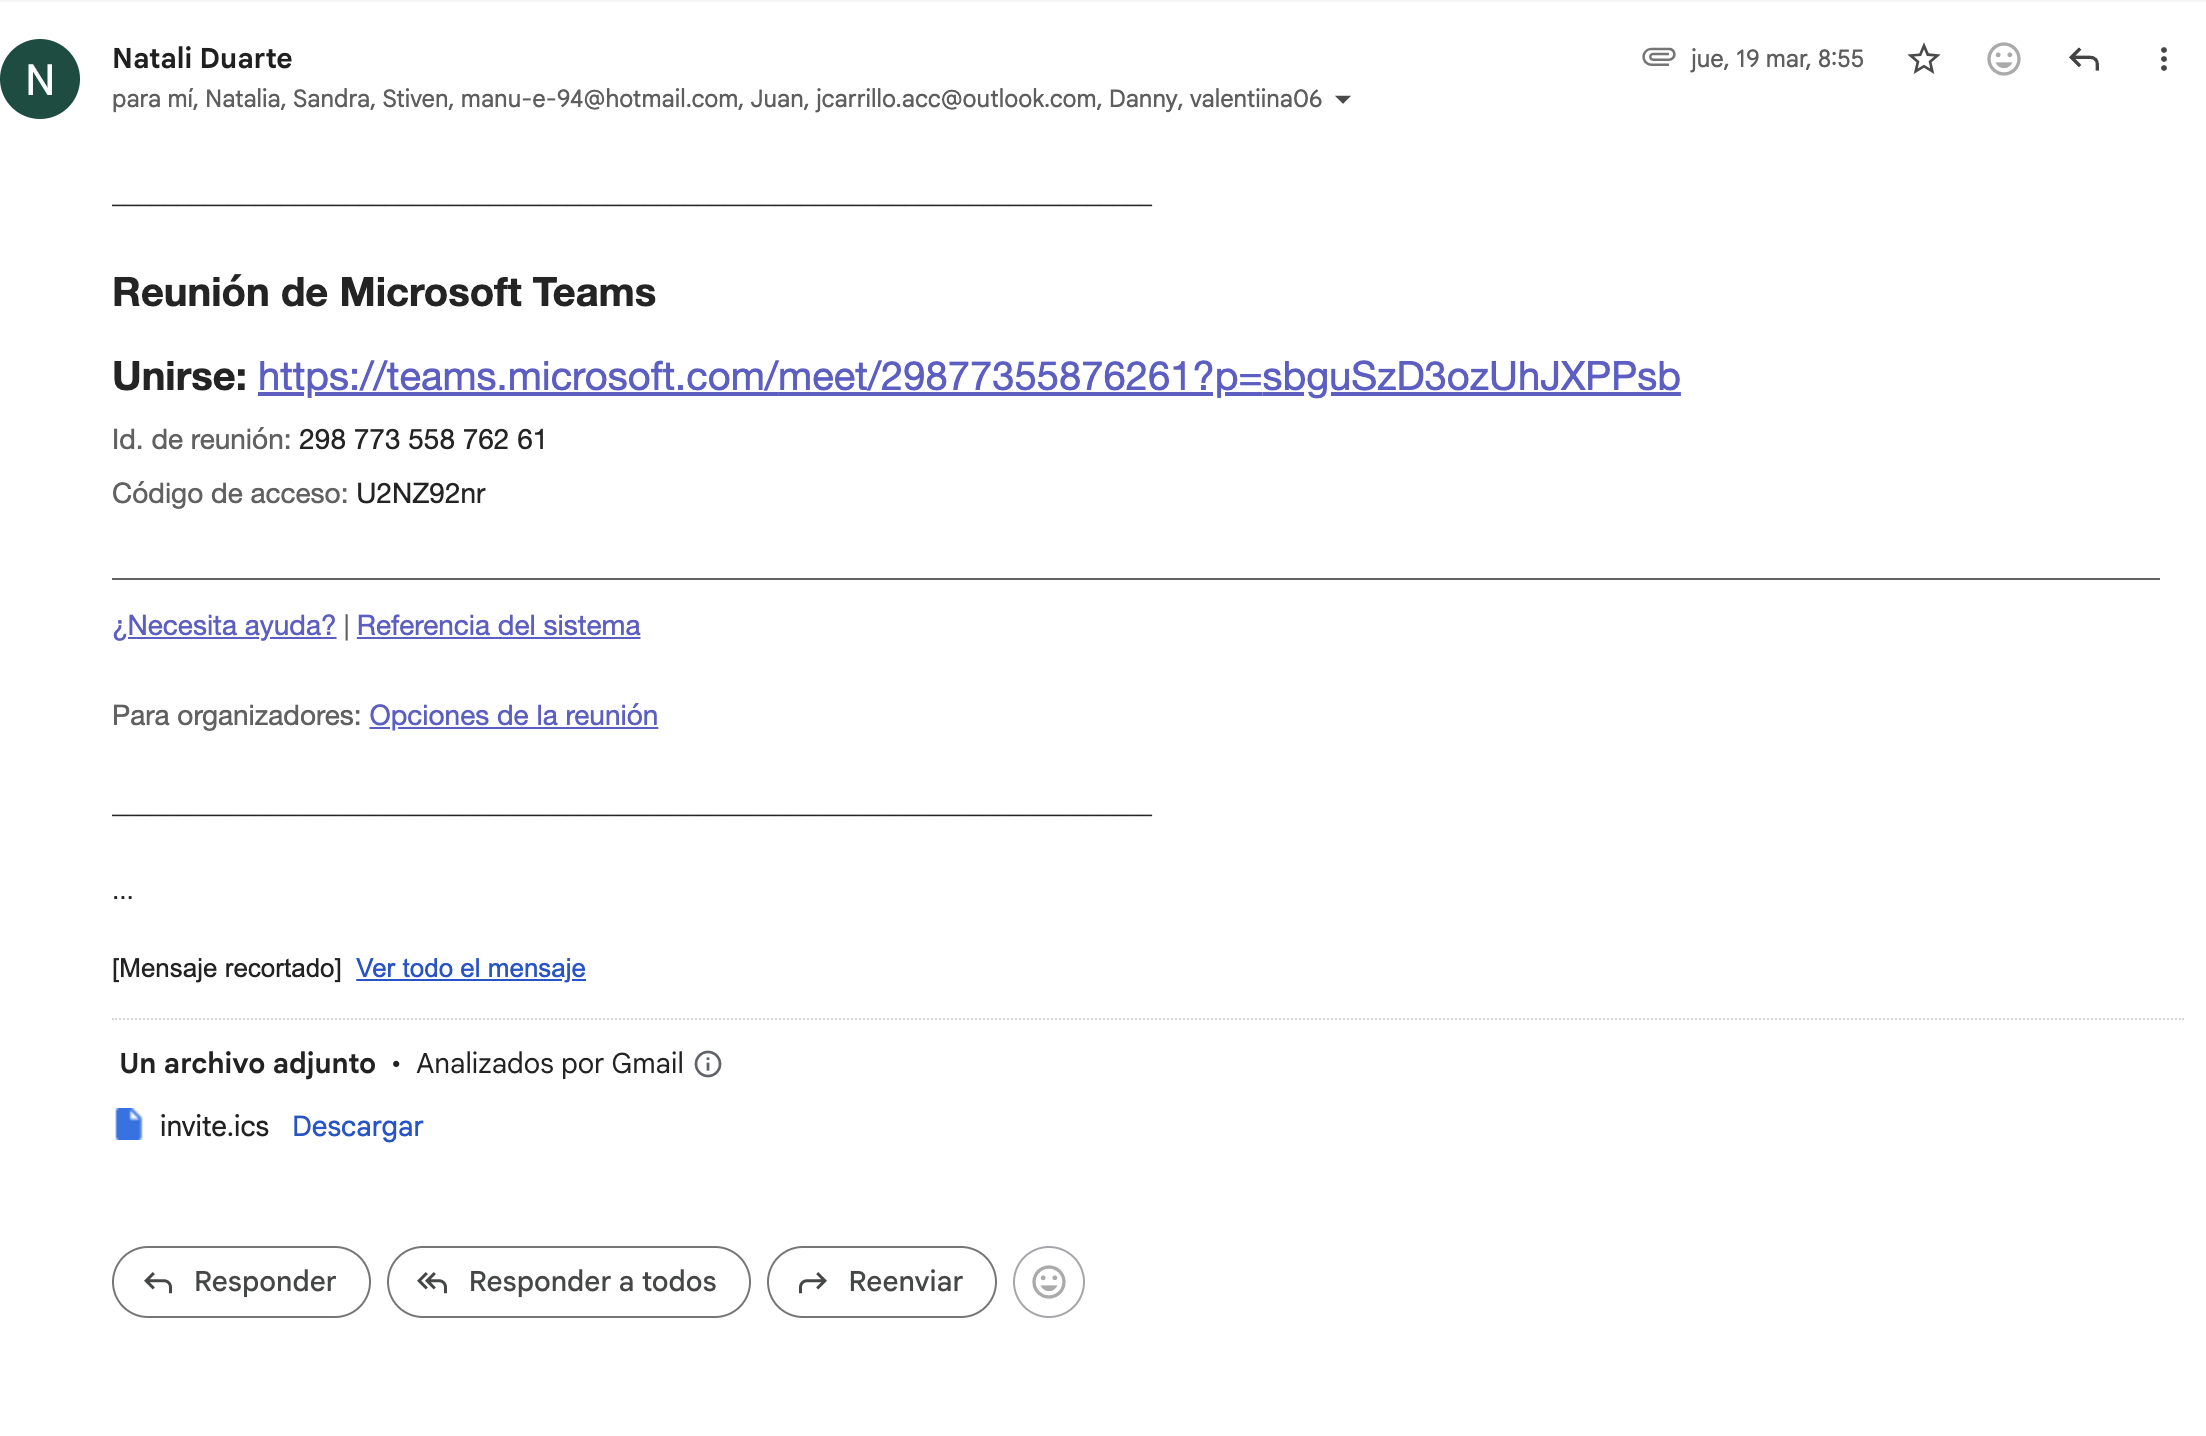 N
Natali Duarte
jue, 19 mar, 8:55
para mí, Natalia, Sandra, Stiven, manu-e-94@hotmail.com, Juan, jcarrillo.acc@outlook.com, Danny, valentiina06
Reunión de Microsoft Teams
Unirse: https://teams.microsoft.com/meet/29877355876261?p=sbguSzD3ozUhJXPPsb
Id. de reunión: 298 773 558 762 61
Código de acceso: U2NZ92nr
¿Necesita ayuda? | Referencia del sistema
Para organizadores: Opciones de la reunión
...
[Mensaje recortado] Ver todo el mensaje
Un archivo adjunto • Analizados por Gmail
invite.ics Descargar
Responder
Responder a todos
Reenviar